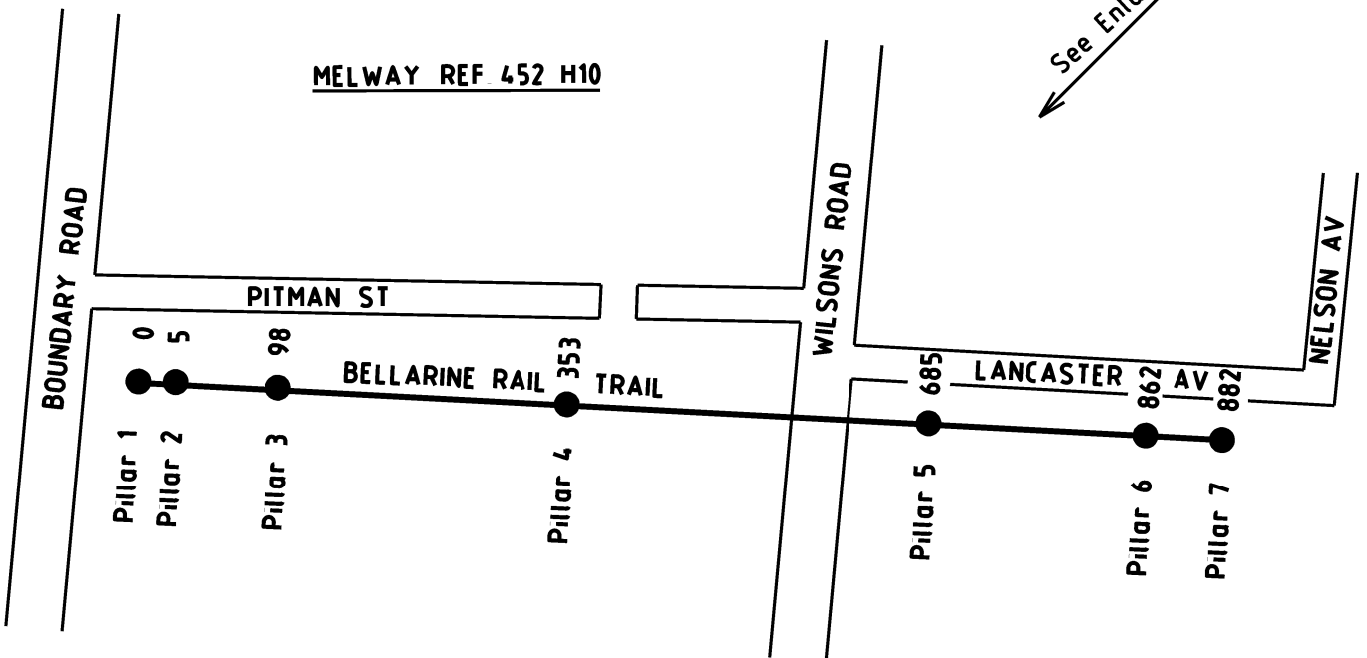 MELWAY REF 452 H10
See
BOUNDARY ROAD
PITMAN ST
WILSONS ROAD
NELSON AV
LANCASTER AV
BELLARINE RAIL TRAIL
0
5
98
353
685
862
882
Pillar 1
Pillar 2
Pillar 3
Pillar 4
Pillar 5
Pillar 6
Pillar 7